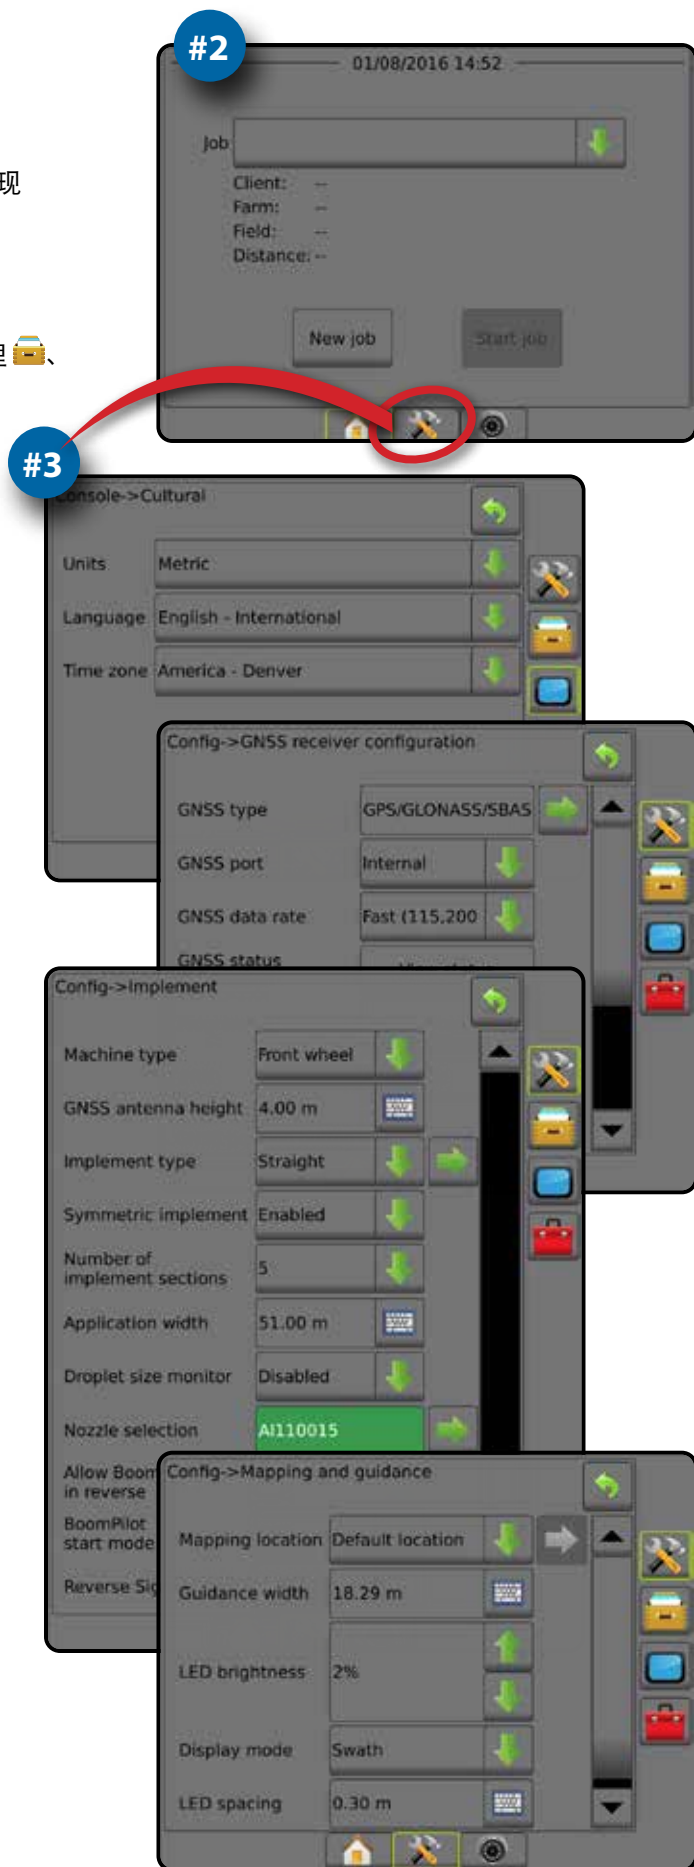 #2
01/08/2016 14:52
现
Job
Client: --
Farm: --
Field: --
Distance: --
New job
Start job
、
#3
Console->Cultural
Units Metric
Language English - International
Time zone America - Denver
Config->GNSS receiver configuration
GNSS type GPS/GLONASS/SBAS
GNSS port Internal
GNSS data rate Fast (115,200
GNSS status
Config->Implement
Machine type Front wheel
GNSS antenna height 4.00 m
Implement type Straight
Symmetric implement Enabled
Number of
implement sections 5
Application width 51.00 m
Droplet size monitor Disabled
Nozzle selection AI110015
Allow Boom
in reverse
BoomPilot
start mode
Reverse Sig
Config->Mapping and guidance
Mapping location Default location
Guidance width 18.29 m
LED brightness 2%
Display mode Swath
LED spacing 0.30 m